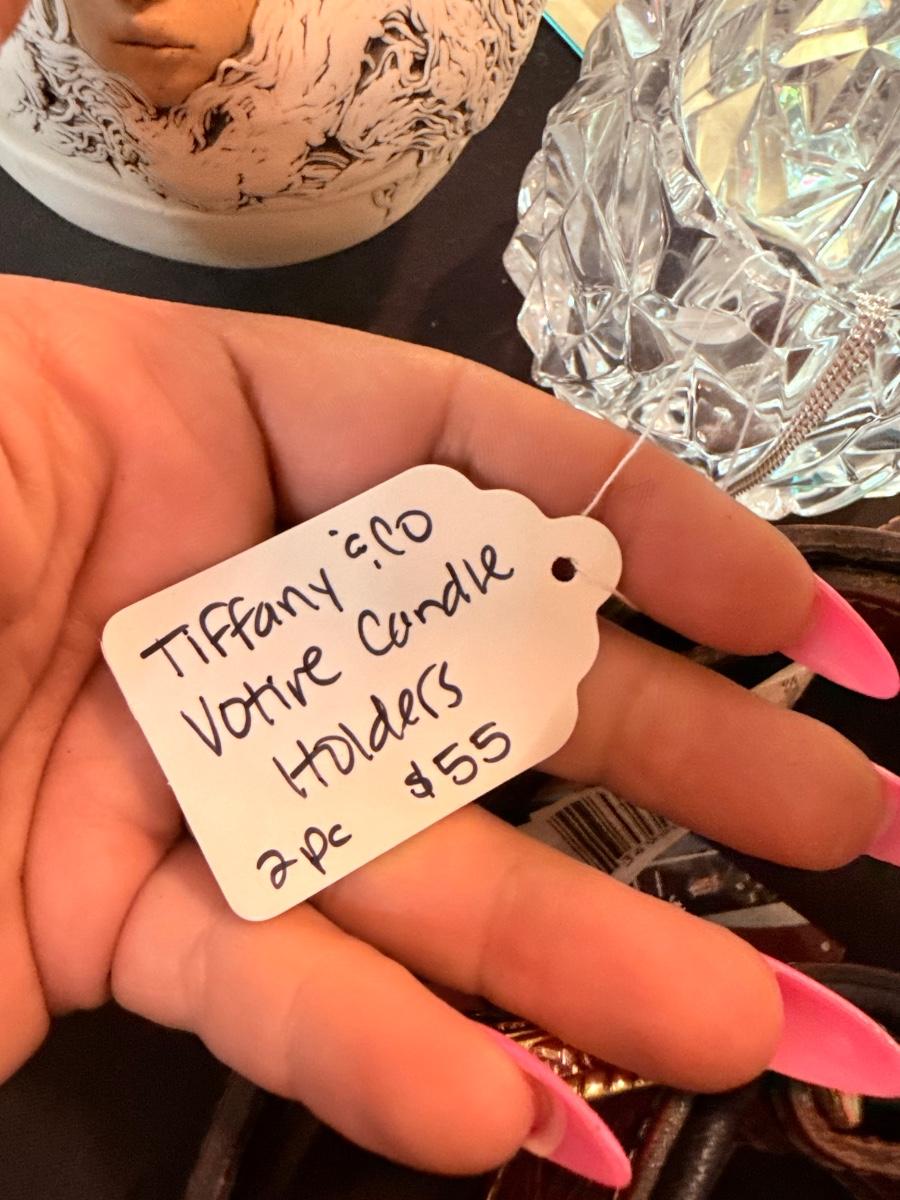 Tiffany & Co
Votive Candle
Holders
2pc $55